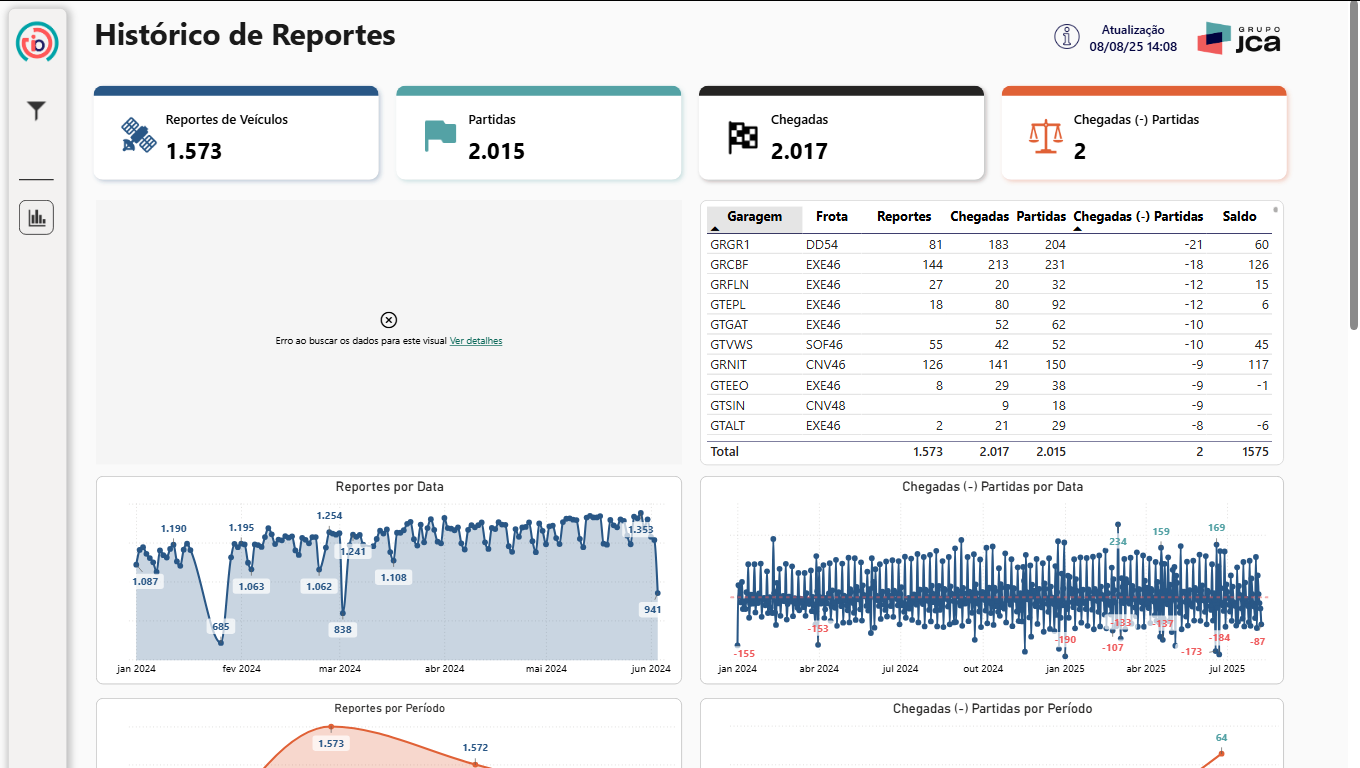 Histórico de Reportes
Atualização
08/08/25 14:08
GRUPO
jca
Reportes de Veículos
1.573
Partidas
2.015
Chegadas
2.017
Chegadas (-) Partidas
2
Erro ao buscar os dados para este visual Ver detalhes
Garagem Frota Reportes Chegadas Partidas Chegadas (-) Partidas Saldo
GRGR1 DD54 81 183 204 -21 60
GRCBF EXE46 144 213 231 -18 126
GRFLN EXE46 27 20 32 -12 15
GTEPL EXE46 18 80 92 -12 6
GTGAT EXE46 52 62 -10
GTVWS SOF46 55 42 52 -10 45
GRNIT CNV46 126 141 150 -9 117
GTEEO EXE46 8 29 38 -9 -1
GTSIN CNV48 9 18 -9
GTALT EXE46 2 21 29 -8 -6
Total 1.573 2.017 2.015 2 1575
Reportes por Data
1.087
1.190
685
1.195
1.063
1.062
1.254
838
1.241
1.108
1.353
941
jan 2024 fev 2024 mar 2024 abr 2024 mai 2024 jun 2024
Chegadas (-) Partidas por Data
234
159
169
-155
-153
-190
-133
-107
-137
-173
-184
-87
jan 2024 abr 2024 jul 2024 out 2024 jan 2025 abr 2025 jul 2025
Reportes por Período
1.573
1.572
Chegadas (-) Partidas por Período
64